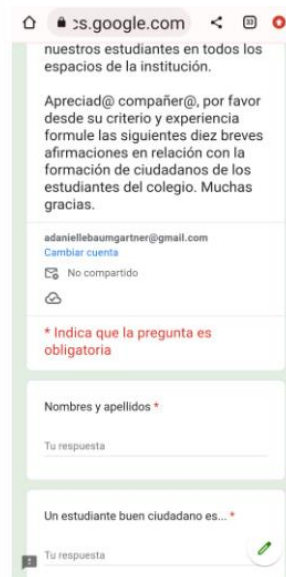 cs.google.com
33
nuestros estudiantes en todos los
espacios de la institución.
Apreciad@ compañer@, por favor
desde su criterio y experiencia
formule las siguientes diez breves
afirmaciones en relación con la
formación de ciudadanos de los
estudiantes del colegio. Muchas
gracias.
adaniellebaumgartner@gmail.com
Cambiar cuenta
No compartido
* Indica que la pregunta es
obligatoria
Nombres y apellidos *
Tu respuesta
Un estudiante buen ciudadano es... *
Tu respuesta